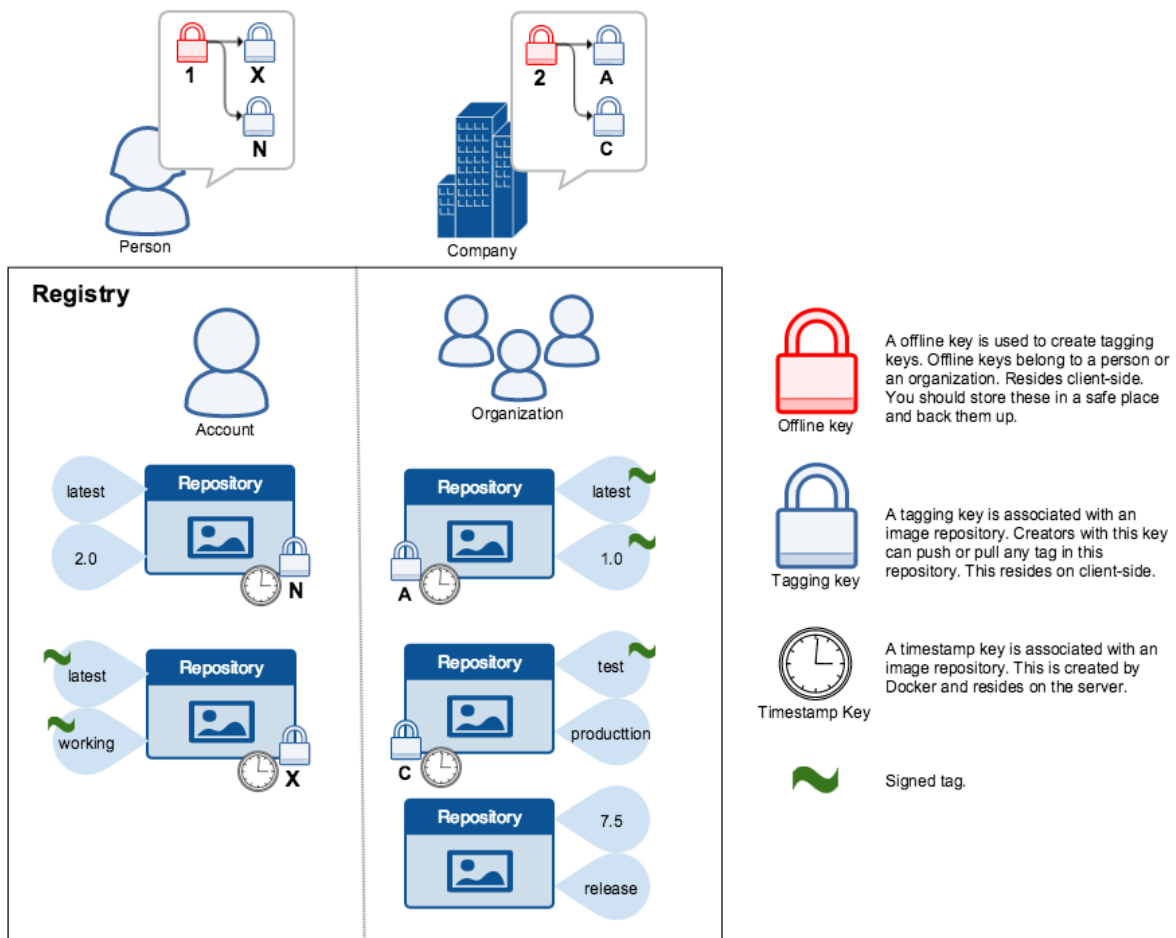 1
X
N
2
A
C
Person
Company
Registry
Account
Organization
Repository
latest
2.0
N
Repository
latest
1.0
A
Repository
latest
working
X
Repository
test
producttion
C
Repository
7.5
release
A offline key is used to create tagging
keys. Offline keys belong to a person or
an organization. Resides client-side.
You should store these in a safe place
and back them up.
Offline key
A tagging key is associated with an
image repository. Creators with this key
can push or pull any tag in this
repository. This resides on client-side.
Tagging key
A timestamp key is associated with an
image repository. This is created by
Docker and resides on the server.
Timestamp Key
Signed tag.